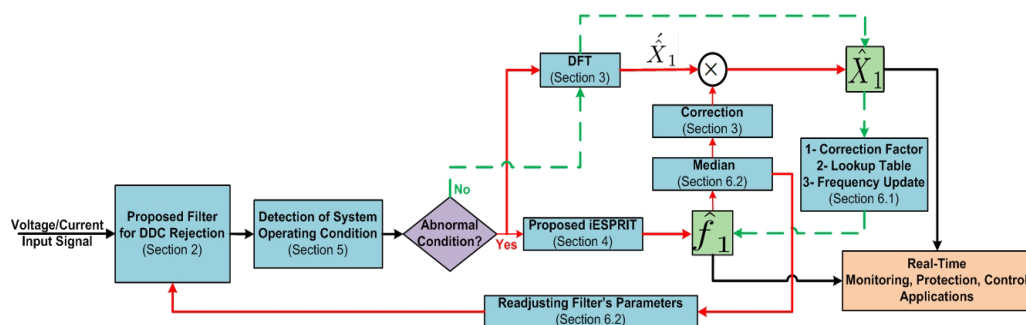 Voltage/Current
Input Signal
Proposed Filter
for DDC Rejection
(Section 2)
Detection of System
Operating Condition
(Section 5)
Abnormal
Condition?
No
Yes
DFT
(Section 3)
X̂́₁
×
X̂₁
Correction
(Section 3)
Median
(Section 6.2)
Proposed iESPRIT
(Section 4)
f̂₁
1- Correction Factor
2- Lookup Table
3- Frequency Update
(Section 6.1)
Real-Time
Monitoring, Protection, Control
Applications
Readjusting Filter's Parameters
(Section 6.2)